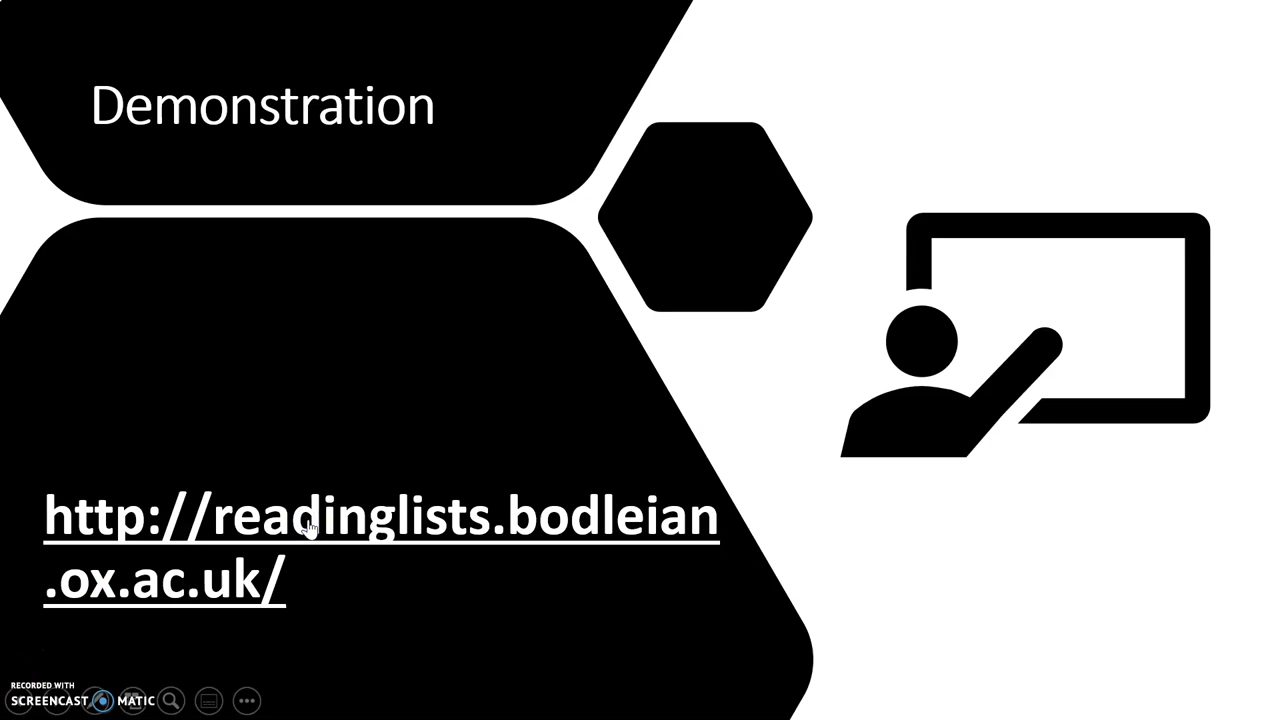 Demonstration
http://readinglists.bodleian
.ox.ac.uk/
RECORDED WITH
SCREENCAST MATIC